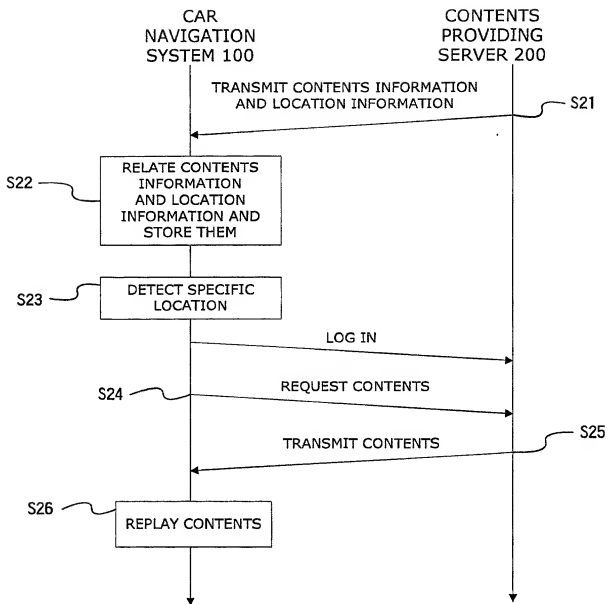 CAR
NAVIGATION
SYSTEM 100
CONTENTS
PROVIDING
SERVER 200
TRANSMIT CONTENTS INFORMATION
AND LOCATION INFORMATION
S21
S22
RELATE CONTENTS
INFORMATION
AND LOCATION
INFORMATION AND
STORE THEM
S23
DETECT SPECIFIC
LOCATION
LOG IN
S24
REQUEST CONTENTS
S25
TRANSMIT CONTENTS
S26
REPLAY CONTENTS